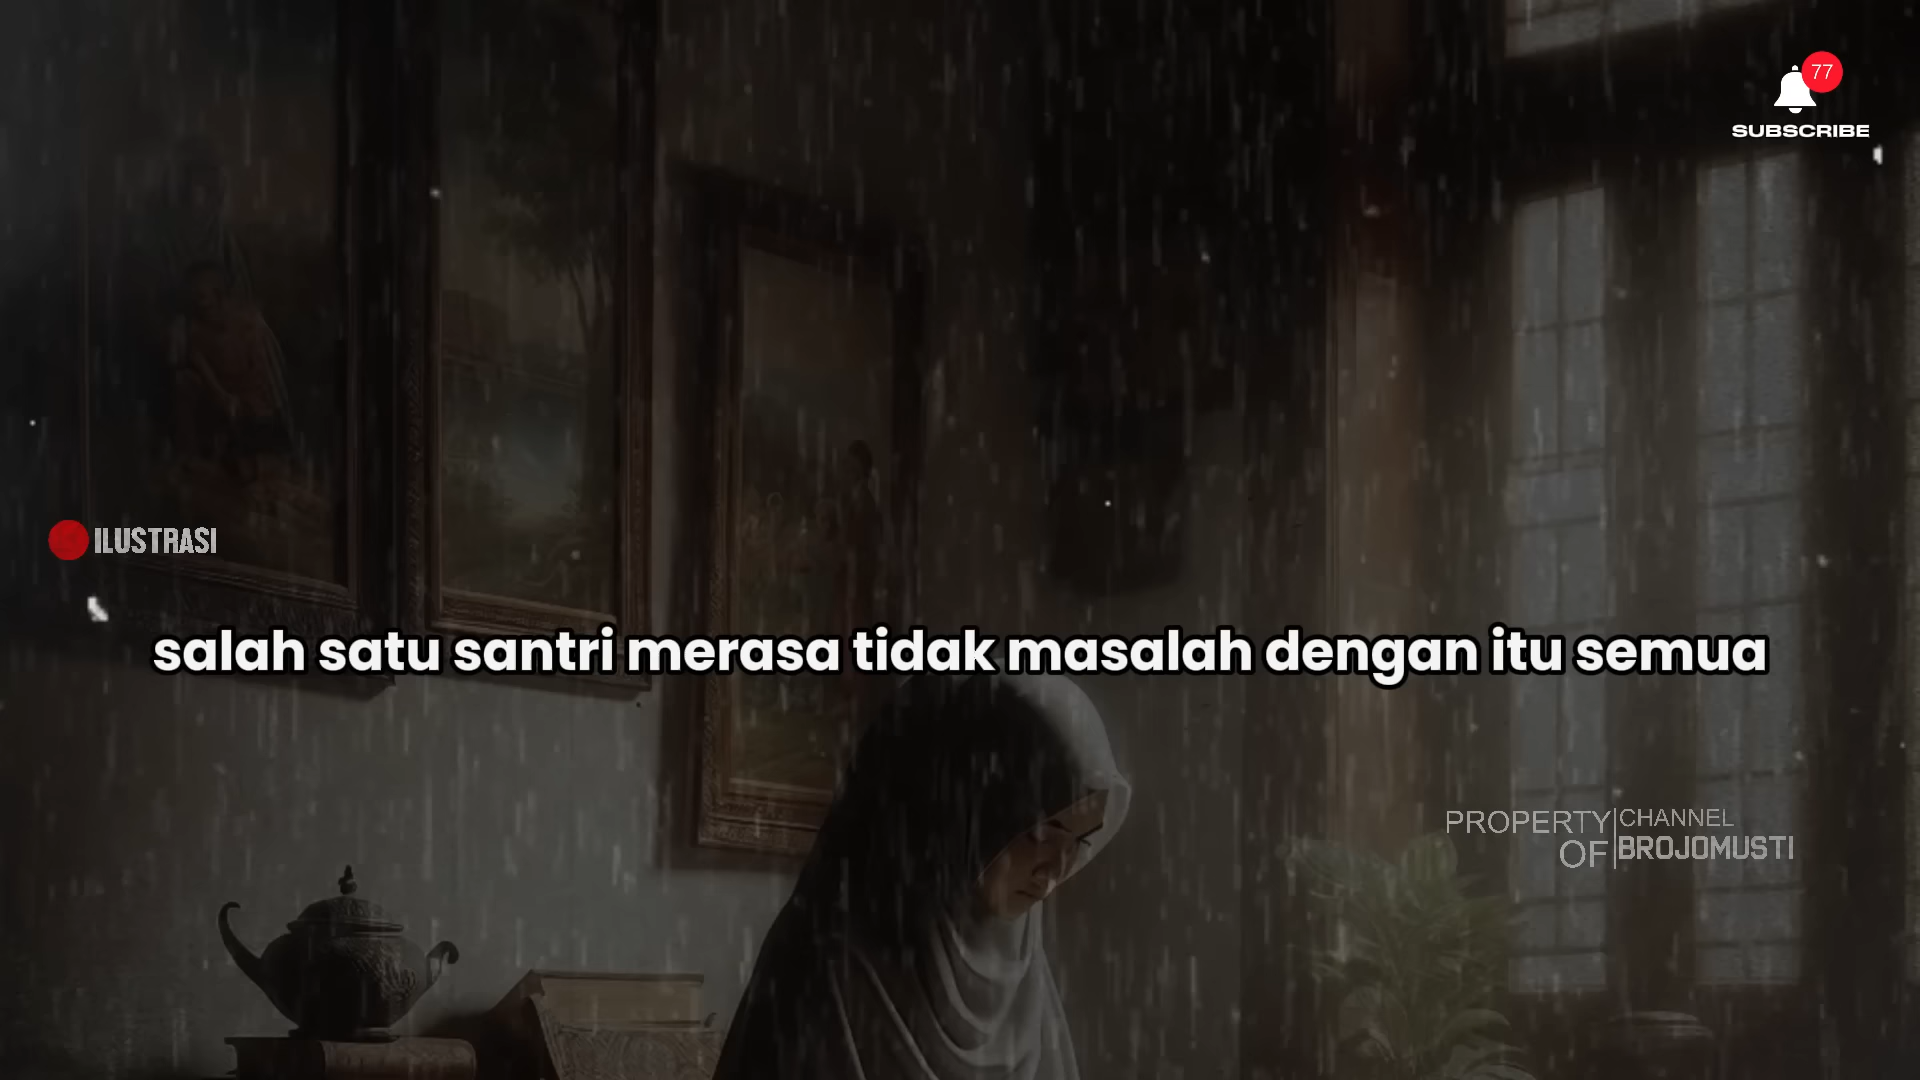 77
SUBSCRIBE
ILUSTRASI
salah satu santri merasa tidak masalah dengan itu semua
PROPERTY OF
CHANNEL
BROJOMUSTI